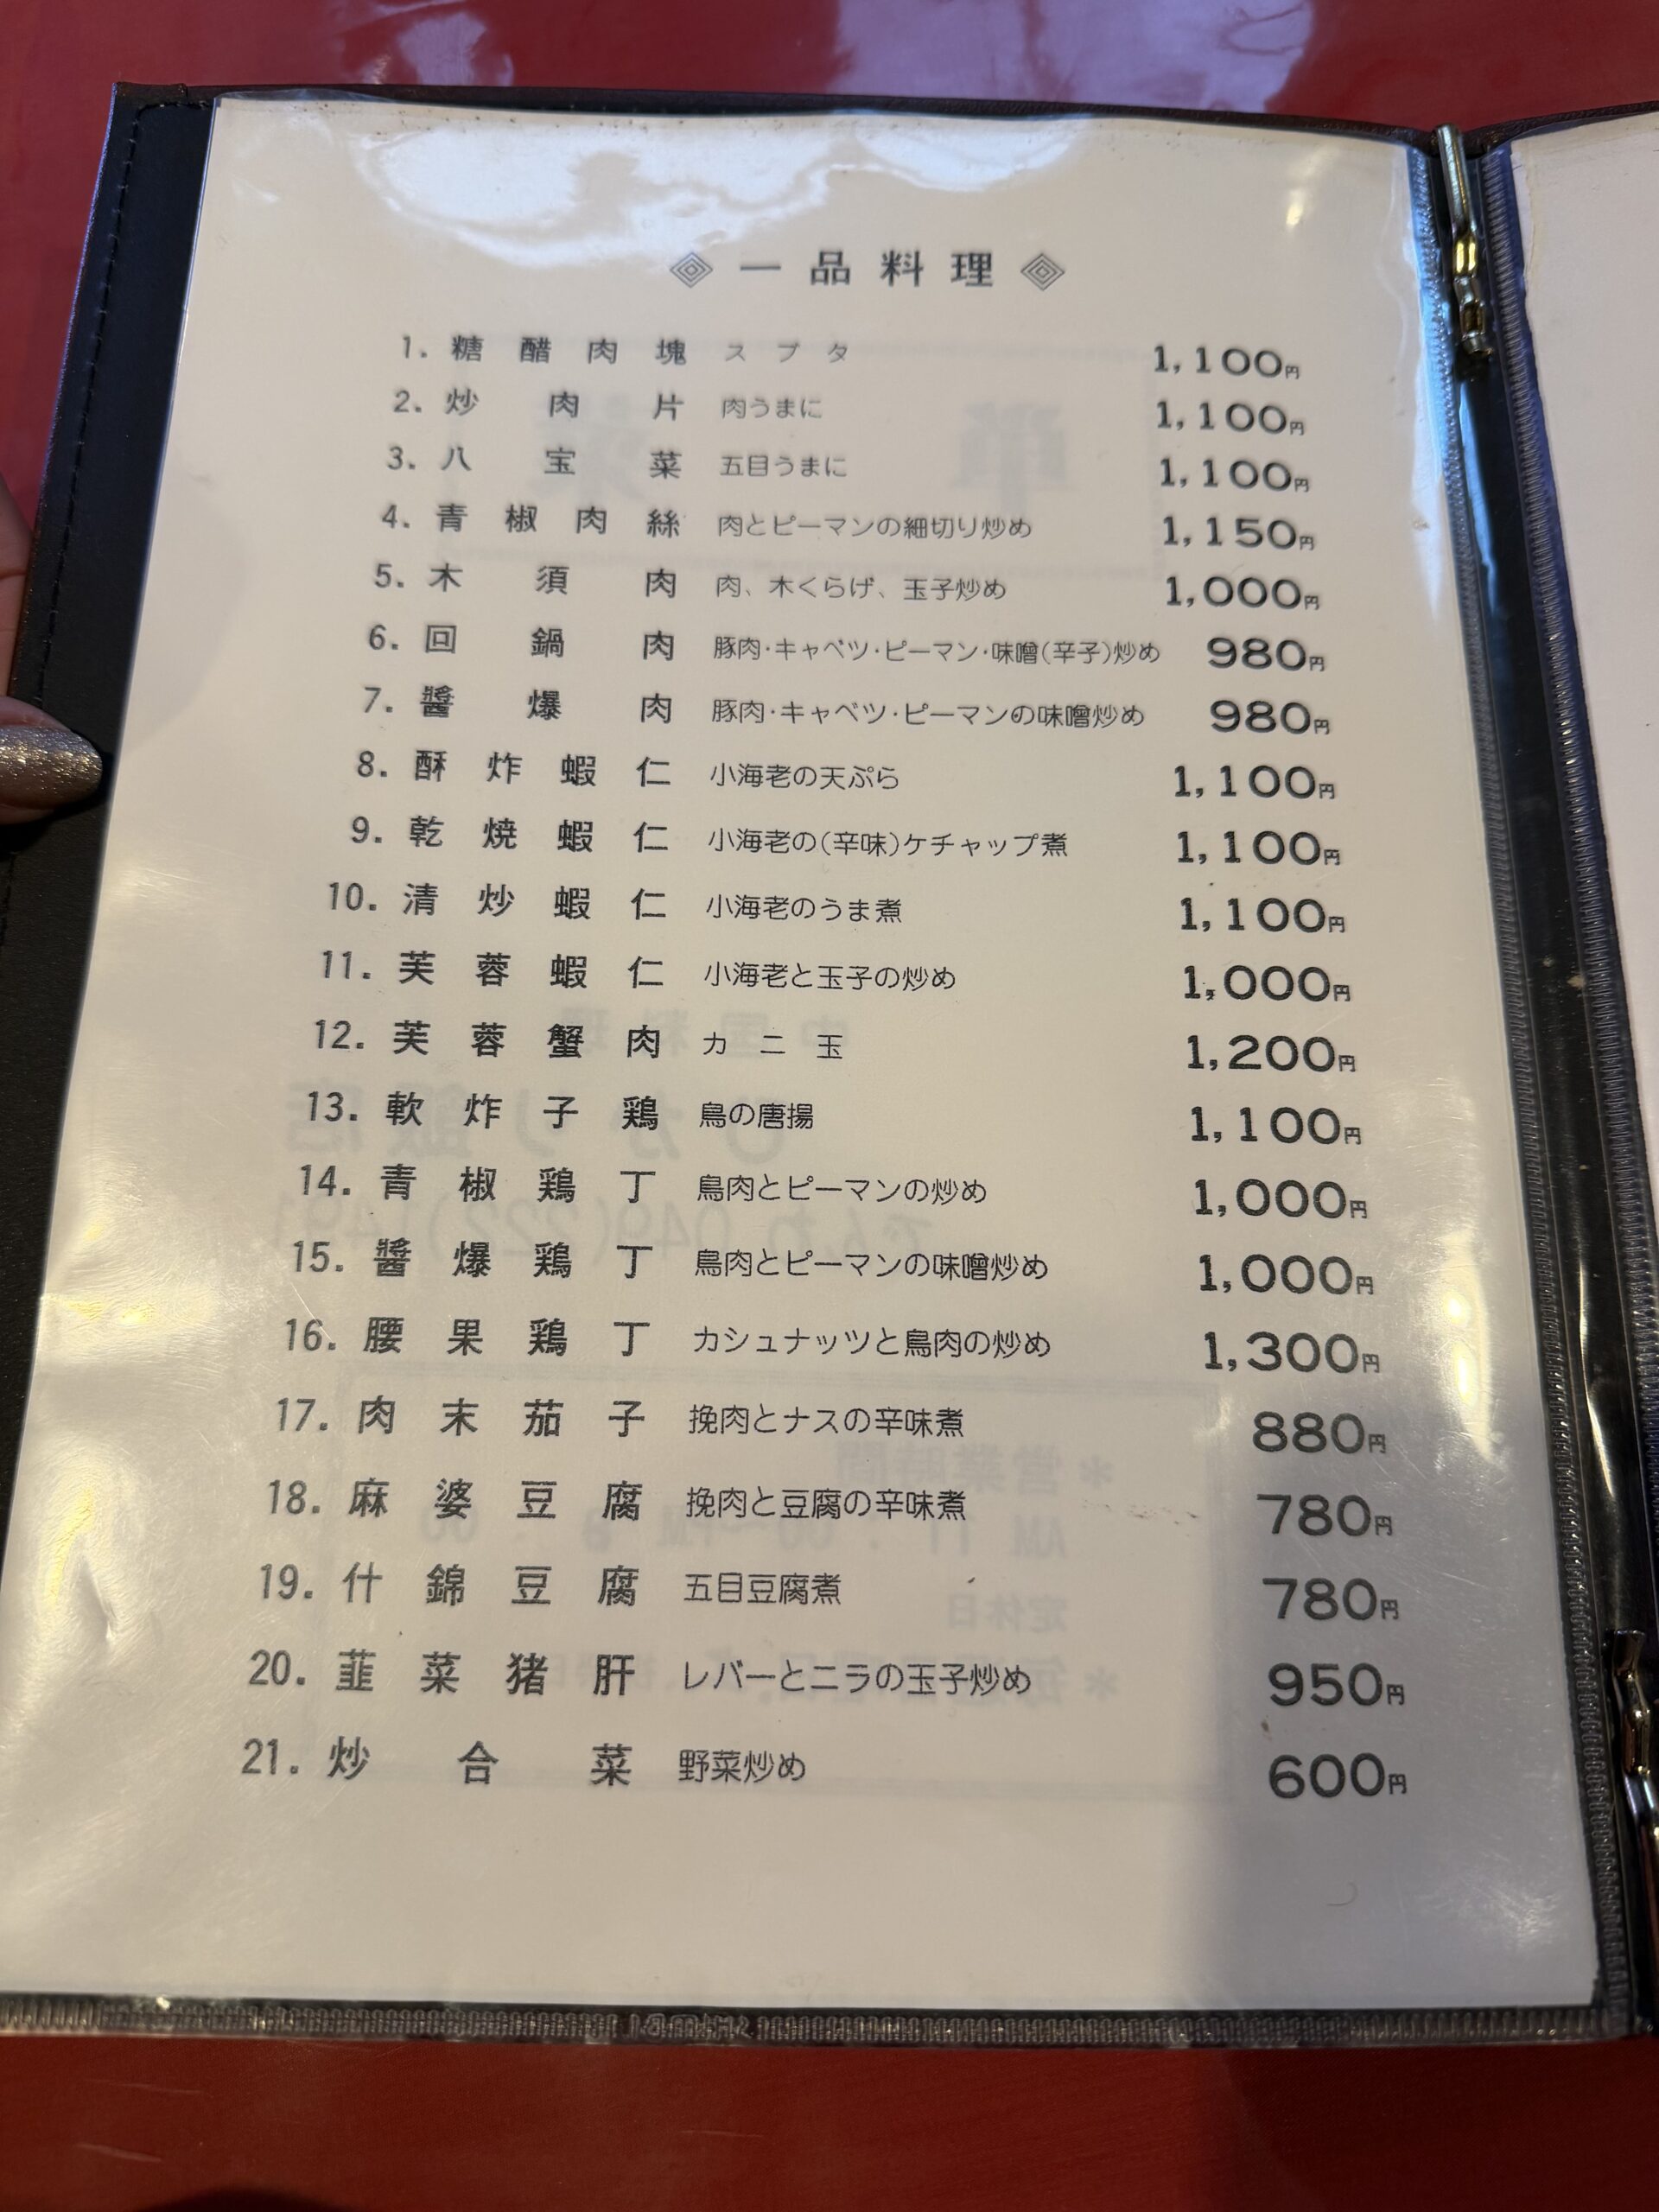 一品料理
1. 糖醋肉塊 スブタ 1,100円
2. 炒肉片 肉うまに 1,100円
3. 八宝菜 五目うまに 1,100円
4. 青椒肉絲 肉とピーマンの細切り炒め 1,150円
5. 木須肉 肉、木くらげ、玉子炒め 1,000円
6. 回鍋肉 豚肉・キャベツ・ピーマン・味噌(辛子)炒め 980円
7. 醬爆肉 豚肉・キャベツ・ピーマンの味噌炒め 980円
8. 酥炸蝦仁 小海老の天ぷら 1,100円
9. 乾焼蝦仁 小海老の(辛味)ケチャップ煮 1,100円
10. 清炒蝦仁 小海老のうま煮 1,100円
11. 芙蓉蝦仁 小海老と玉子の炒め 1,000円
12. 芙蓉蟹肉 カニ玉 1,200円
13. 軟炸子鶏 鳥の唐揚 1,100円
14. 青椒鶏丁 鳥肉とピーマンの炒め 1,000円
15. 醬爆鶏丁 鳥肉とピーマンの味噌炒め 1,000円
16. 腰果鶏丁 カシュナッツと鳥肉の炒め 1,300円
17. 肉末茄子 挽肉とナスの辛味煮 880円
18. 麻婆豆腐 挽肉と豆腐の辛味煮 780円
19. 什錦豆腐 五目豆腐煮 780円
20. 韮菜猪肝 レバーとニラの玉子炒め 950円
21. 炒合菜 野菜炒め 600円